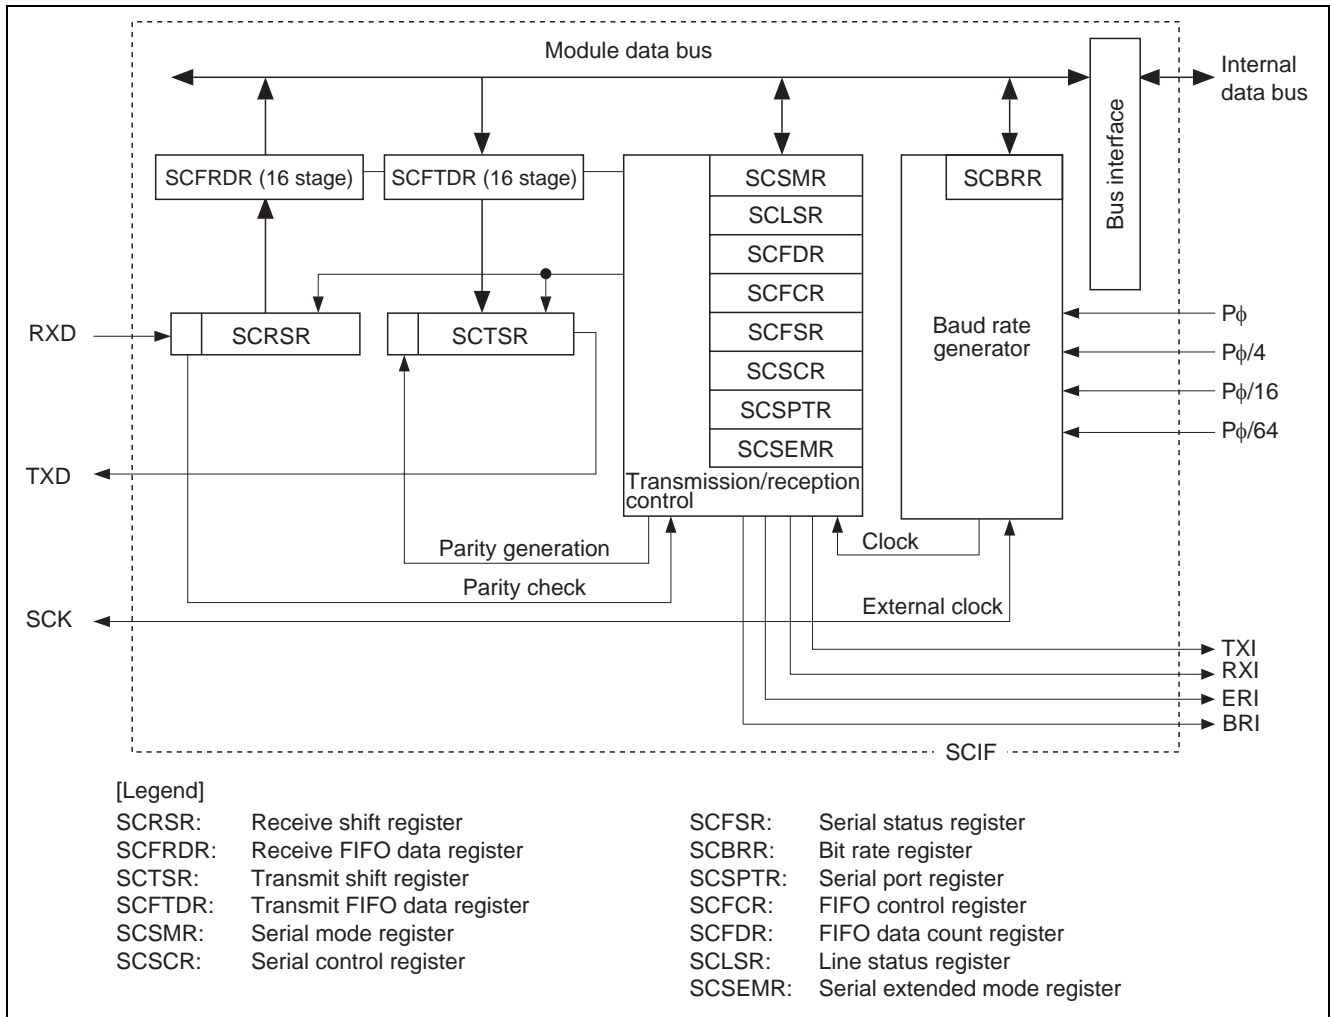 Module data bus
Internal
data bus
Bus interface
SCFRDR (16 stage)
SCFTDR (16 stage)
SCSMR
SCBRR
SCLSR
SCFDR
SCFCR
SCFSR
SCSCR
SCSPTR
SCSEMR
Transmission/reception
control
Baud rate
generator
RXD
SCRSR
SCTSR
Pϕ
Pϕ/4
Pϕ/16
Pϕ/64
TXD
Parity generation
Clock
Parity check
SCK
External clock
TXI
RXI
ERI
BRI
SCIF
[Legend]
SCRSR: Receive shift register
SCFRDR: Receive FIFO data register
SCTSR: Transmit shift register
SCFTDR: Transmit FIFO data register
SCSMR: Serial mode register
SCSCR: Serial control register
SCFSR: Serial status register
SCBRR: Bit rate register
SCSPTR: Serial port register
SCFCR: FIFO control register
SCFDR: FIFO data count register
SCLSR: Line status register
SCSEMR: Serial extended mode register